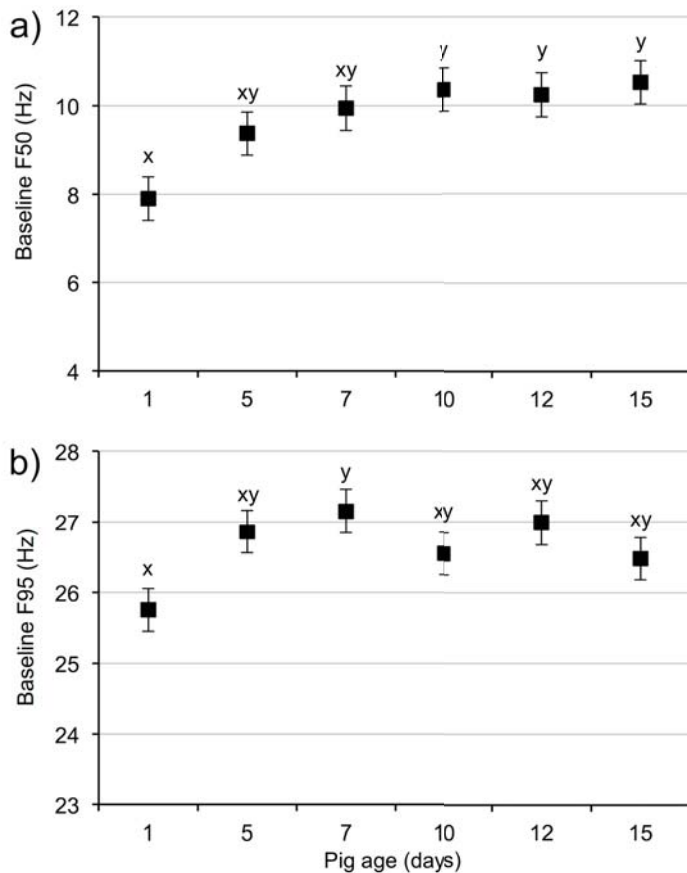 a)
Baseline F50 (Hz)
12
10
8
6
4
x
xy
xy
y
y
y
1 5 7 10 12 15
b)
Baseline F95 (Hz)
28
27
26
25
24
23
x
xy
y
xy
xy
xy
1 5 7 10 12 15
Pig age (days)